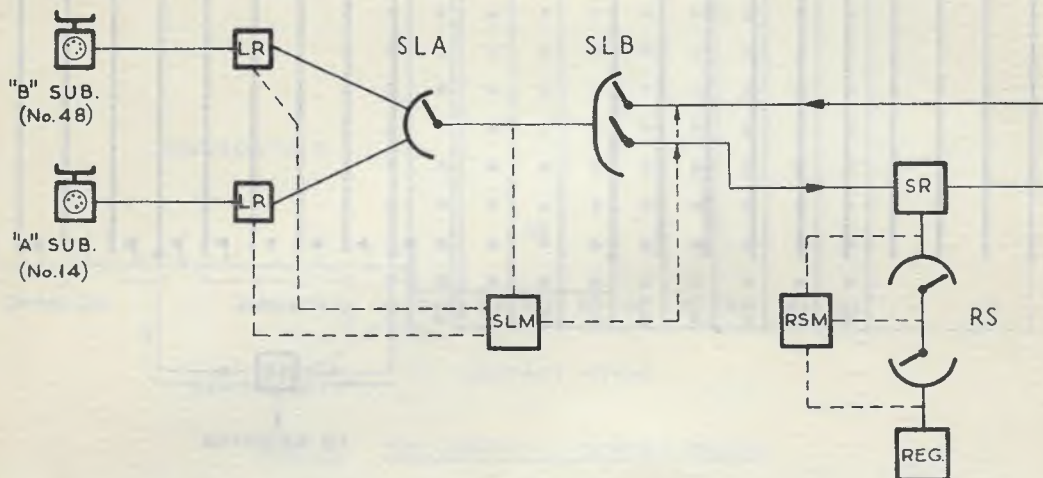 "B" SUB.
(No.48)
LR
SLA
SLB
"A" SUB.
(No.14)
LR
SLM
SR
RSM
RS
REG.